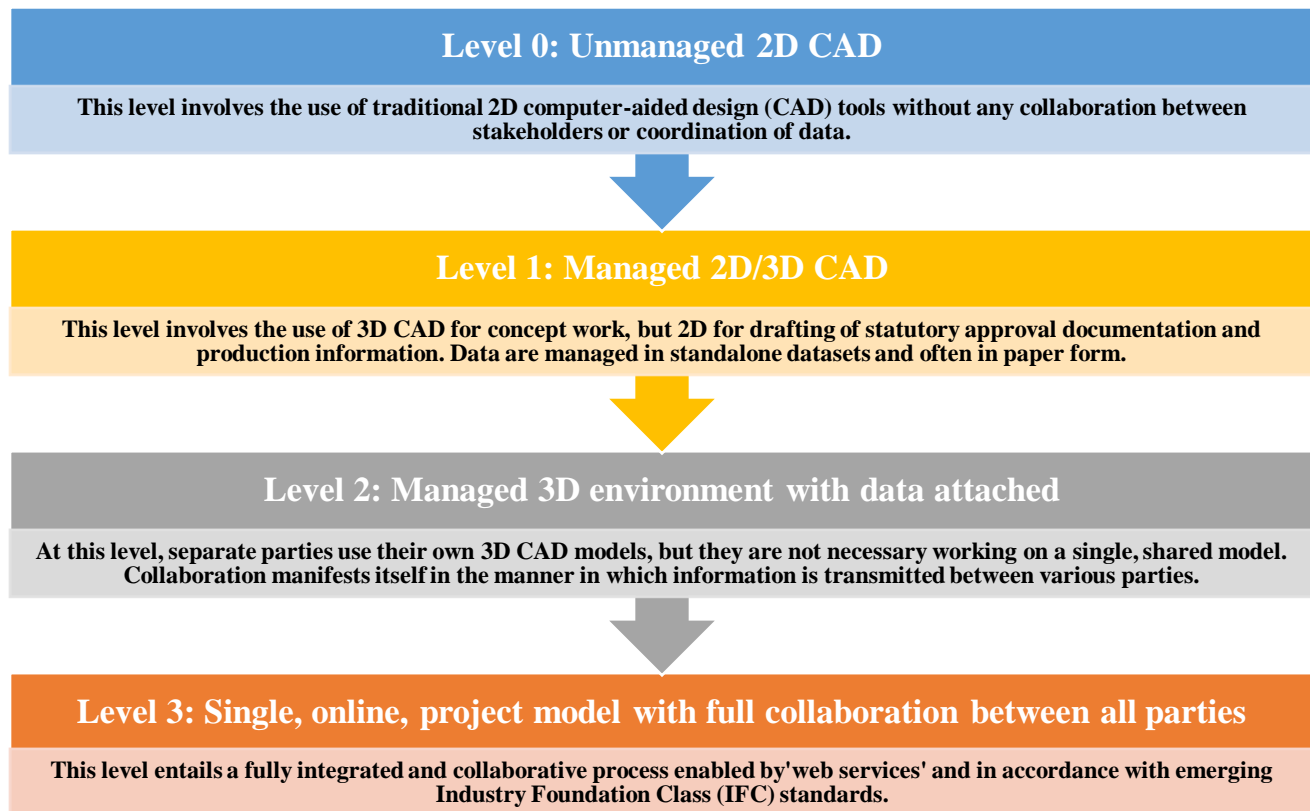 Level 0: Unmanaged 2D CAD
This level involves the use of traditional 2D computer-aided design (CAD) tools without any collaboration between
stakeholders or coordination of data.
Level 1: Managed 2D/3D CAD
This level involves the use of 3D CAD for concept work, but 2D for drafting of statutory approval documentation and
production information. Data are managed in standalone datasets and often in paper form.
Level 2: Managed 3D environment with data attached
At this level, separate parties use their own 3D CAD models, but they are not necessary working on a single, shared model.
Collaboration manifests itself in the manner in which information is transmitted between various parties.
Level 3: Single, online, project model with full collaboration between all parties
This level entails a fully integrated and collaborative process enabled by'web services' and in accordance with emerging
Industry Foundation Class (IFC) standards.